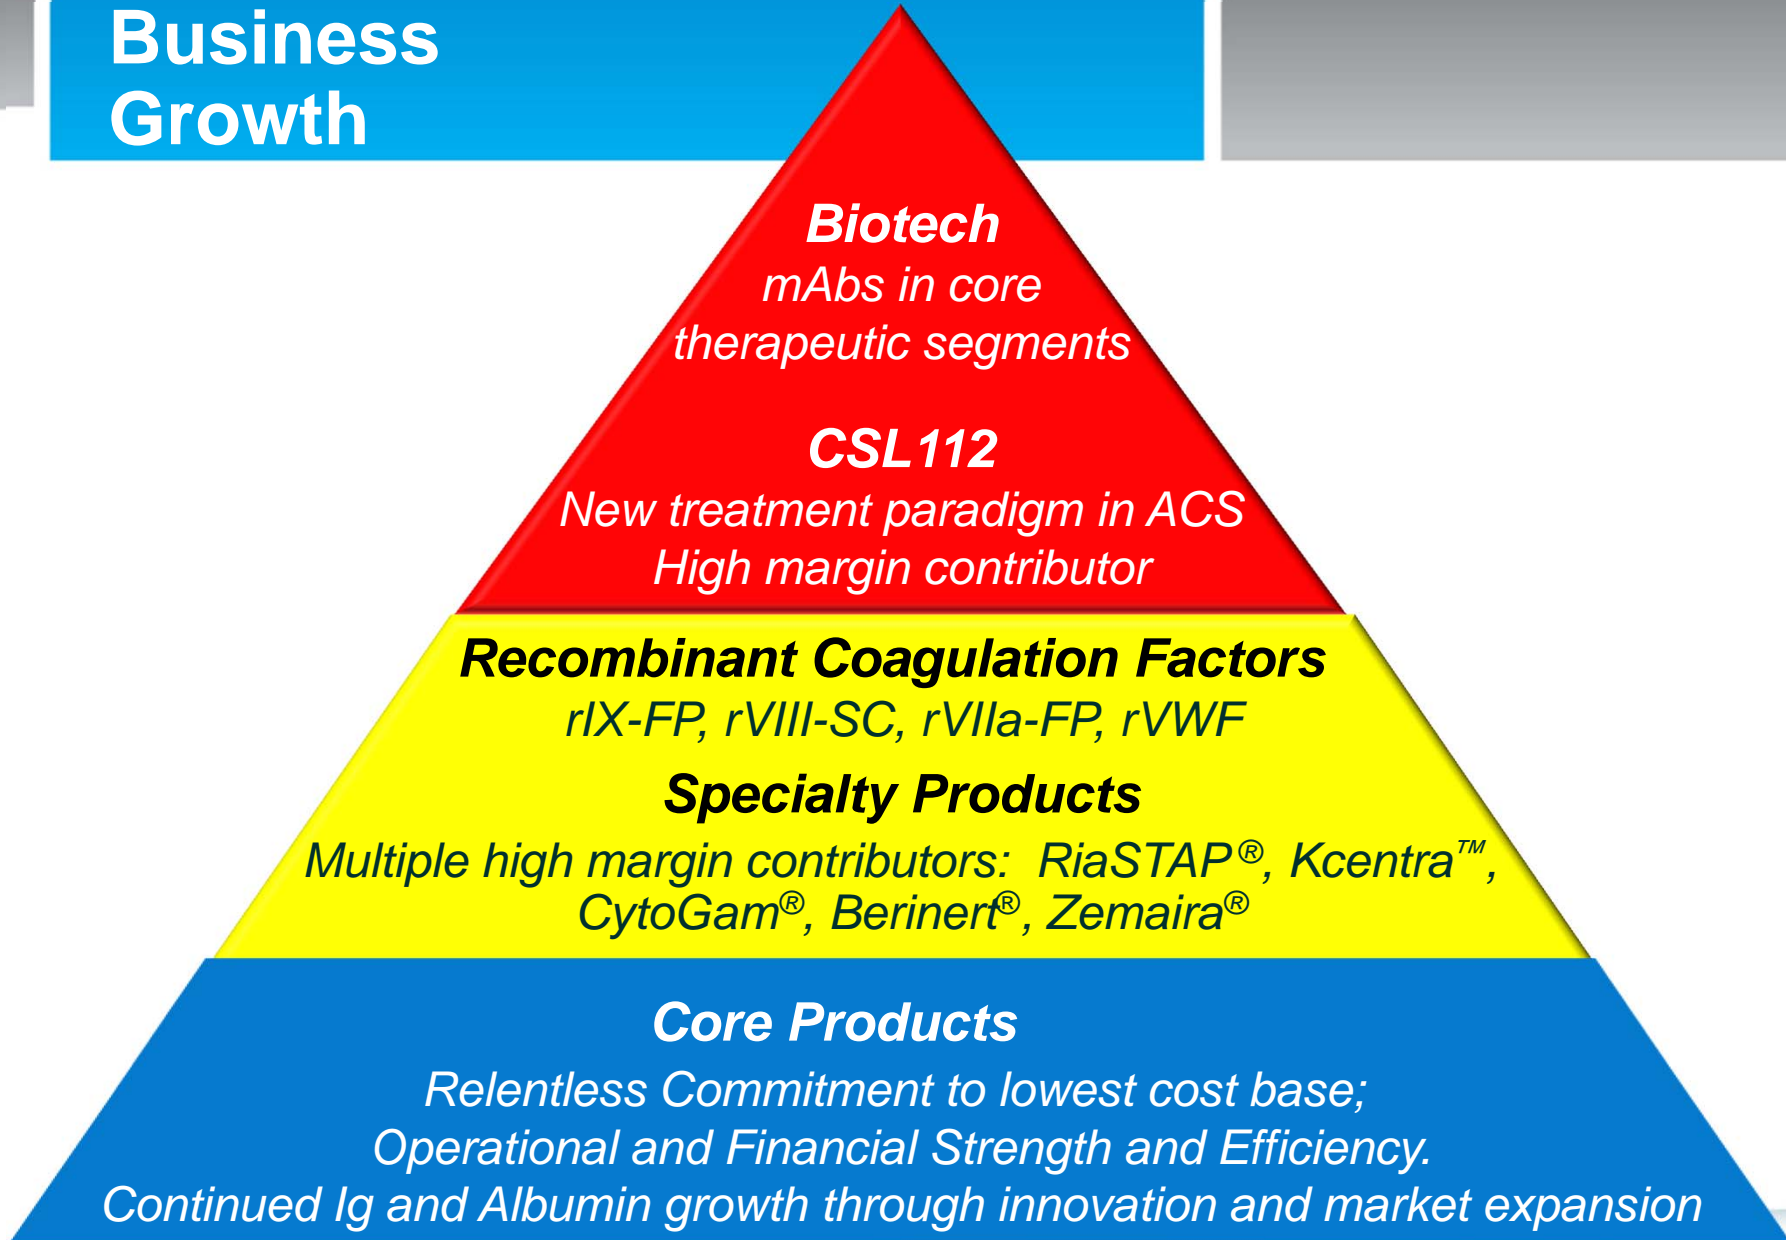 Business
Growth
Biotech
mAbs in core
therapeutic segments
CSL112
New treatment paradigm in ACS
High margin contributor
Recombinant Coagulation Factors
rIX-FP, rVIII-SC, rVIIa-FP, rVWF
Specialty Products
Multiple high margin contributors: RiaSTAP®, Kcentra™,
CytoGam®, Berinert®, Zemaira®
Core Products
Relentless Commitment to lowest cost base;
Operational and Financial Strength and Efficiency.
Continued Ig and Albumin growth through innovation and market expansion